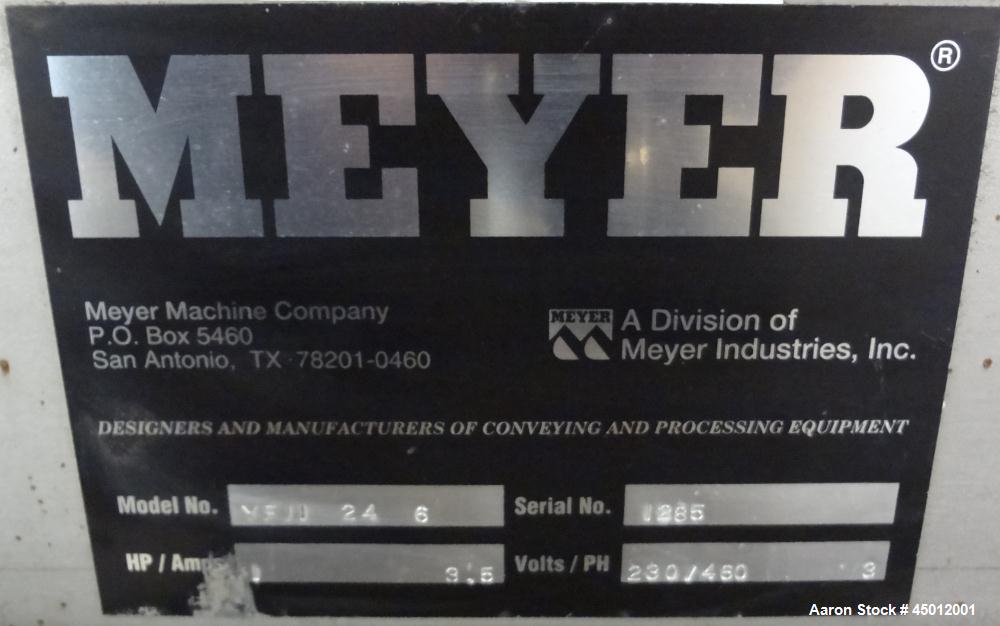 MEYER ®
Meyer Machine Company
P.O. Box 5460
San Antonio, TX 78201-0460
MEYER
A Division of
Meyer Industries, Inc.
DESIGNERS AND MANUFACTURERS OF CONVEYING AND PROCESSING EQUIPMENT
Model No. 24 6
Serial No.
HP / Amps 3.5
Volts / PH 230/460 3
Aaron Stock # 45012001